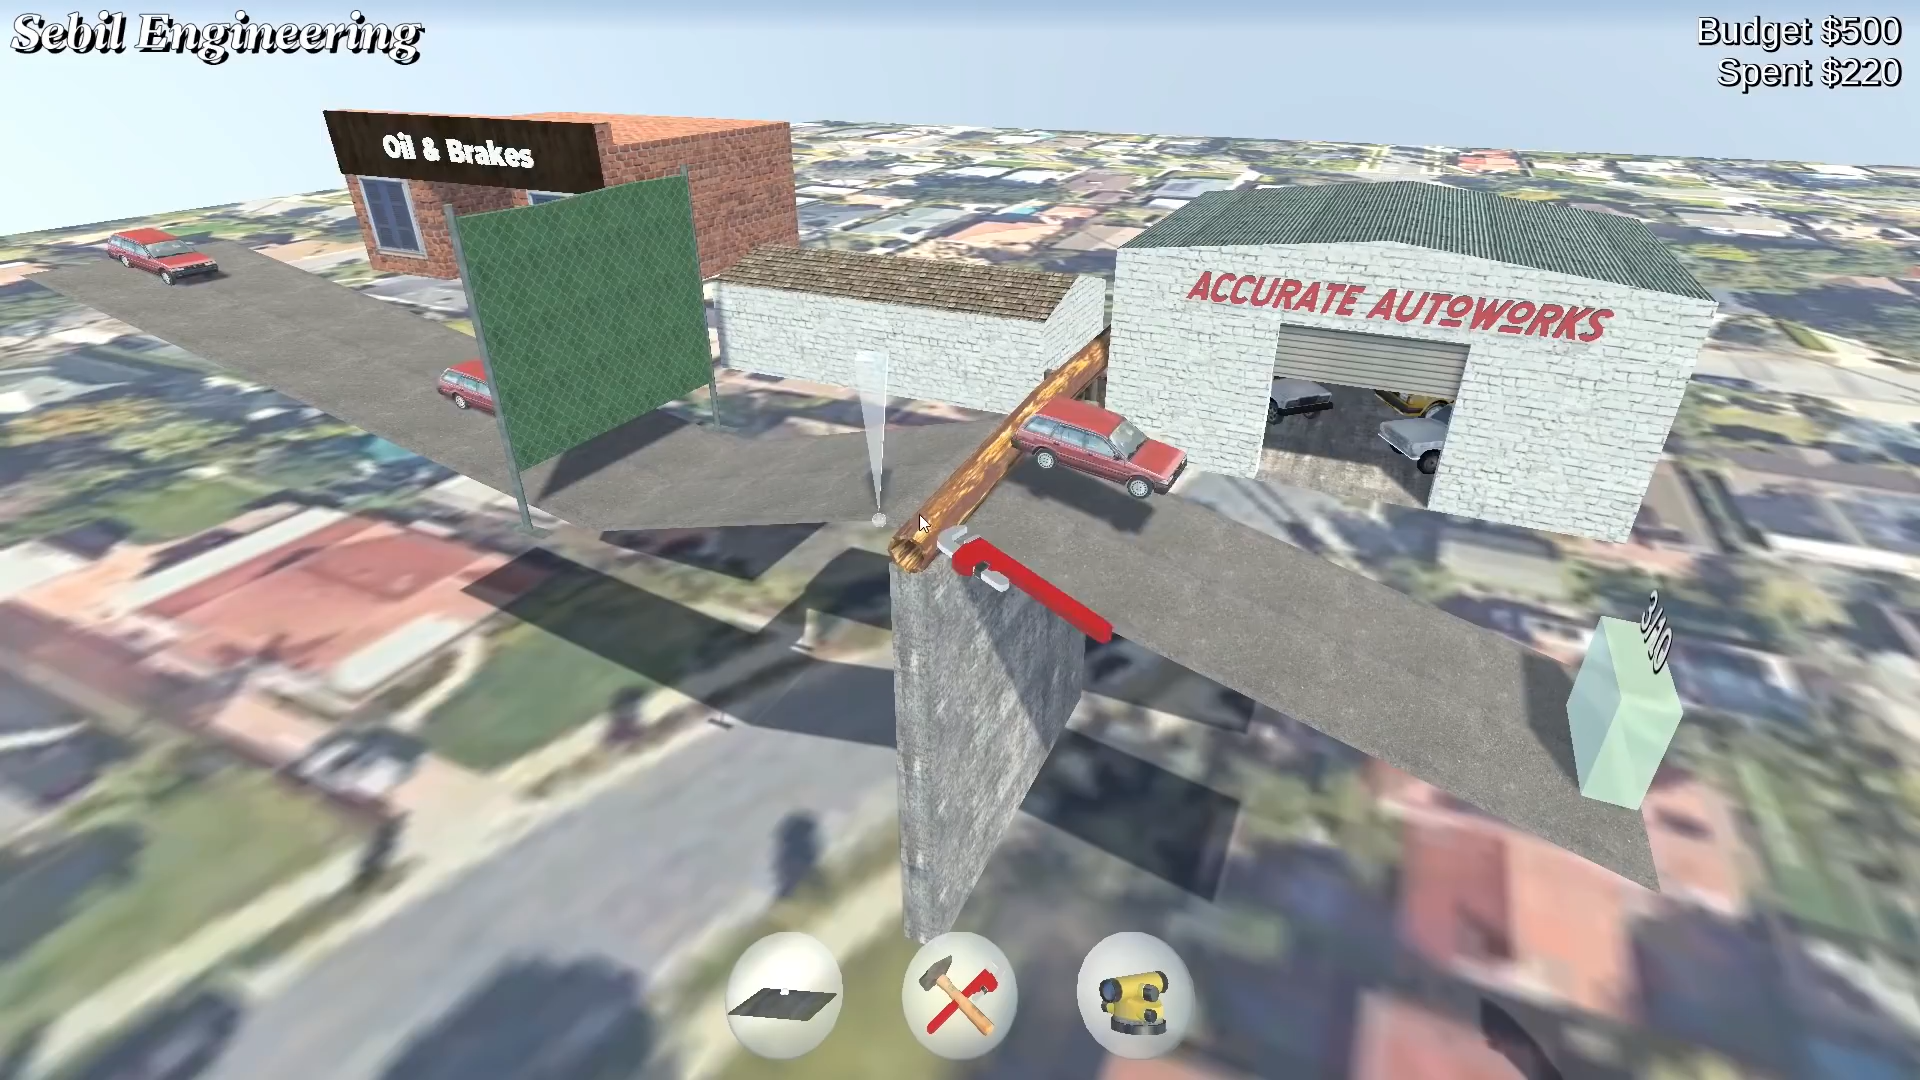 Sebil Engineering
Budget $500
Spent $220
Oil & Brakes
ACCURATE AUTOWORKS
3/10